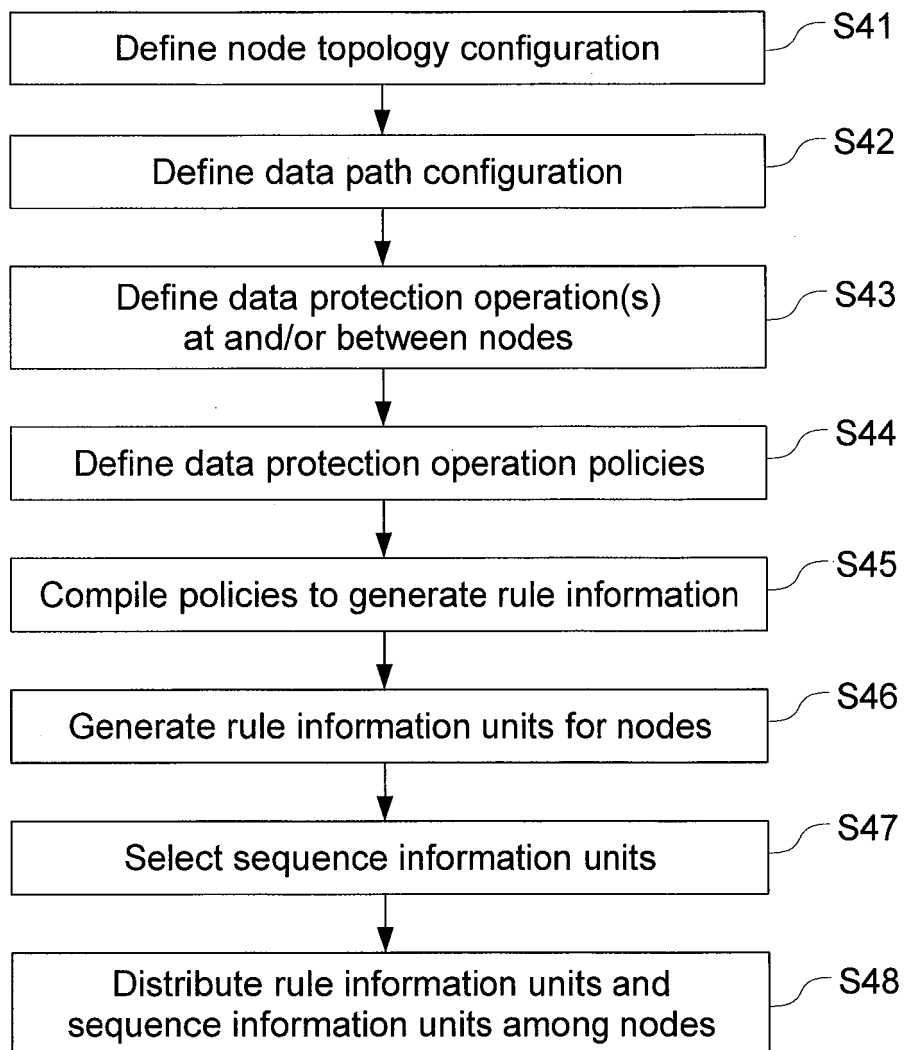 Define node topology configuration
S41
Define data path configuration
S42
Define data protection operation(s)
at and/or between nodes
S43
Define data protection operation policies
S44
Compile policies to generate rule information
S45
Generate rule information units for nodes
S46
Select sequence information units
S47
Distribute rule information units and
sequence information units among nodes
S48